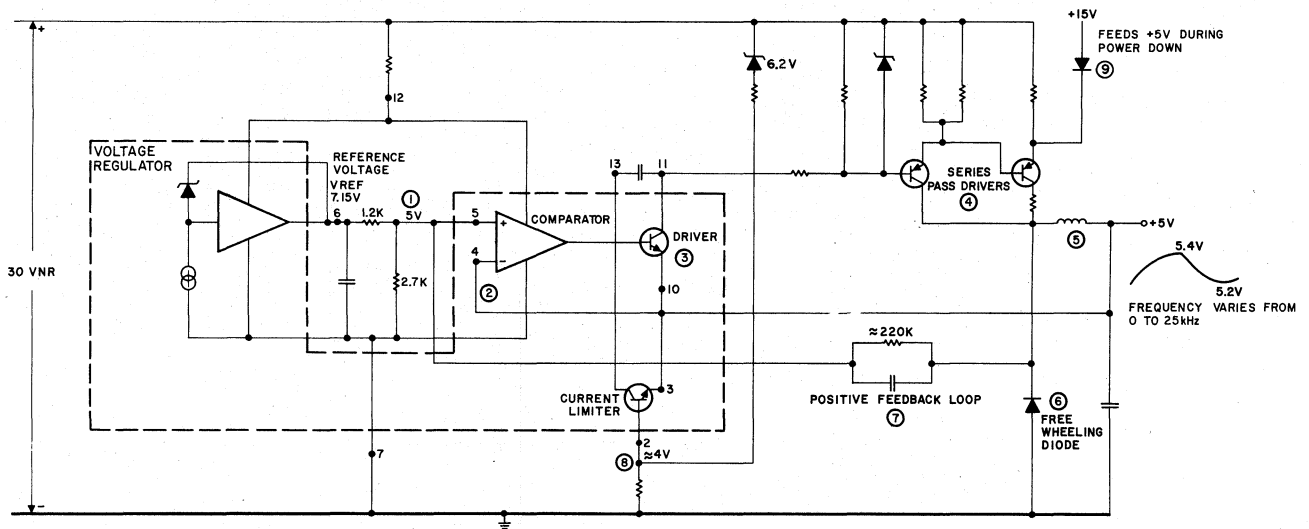 +
+15V
FEEDS +5V DURING
POWER DOWN
9
6.2V
12
VOLTAGE
REGULATOR
REFERENCE
VOLTAGE
VREF
7.15V
6
1.2K
1
5V
5
+
COMPARATOR
13
11
DRIVER
3
SERIES
PASS DRIVERS
4
+5V
5
5.4V
5.2V
FREQUENCY VARIES FROM
0 TO 25kHz
30 VNR
2.7K
4
-
2
10
≈220K
POSITIVE FEEDBACK LOOP
7
CURRENT
LIMITER
3
6
FREE
WHEELING
DIODE
2
8
≈4V
7
-